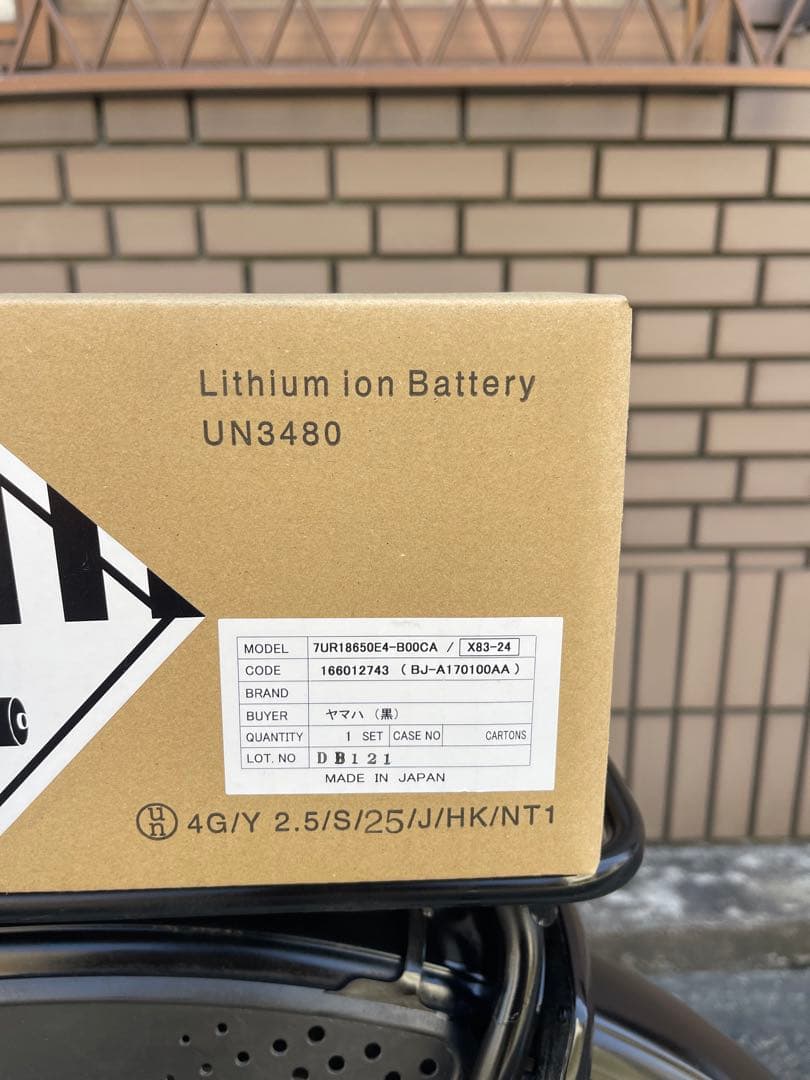 Lithium ion Battery
UN3480
MODEL 7UR18650E4-B00CA / X83-24
CODE 166012743 ( BJ-A170100AA )
BRAND
BUYER ヤマハ (黒)
QUANTITY 1 SET CASE NO CARTONS
LOT. NO DB121
MADE IN JAPAN
un 4G/Y 2.5/S/25/J/HK/NT1